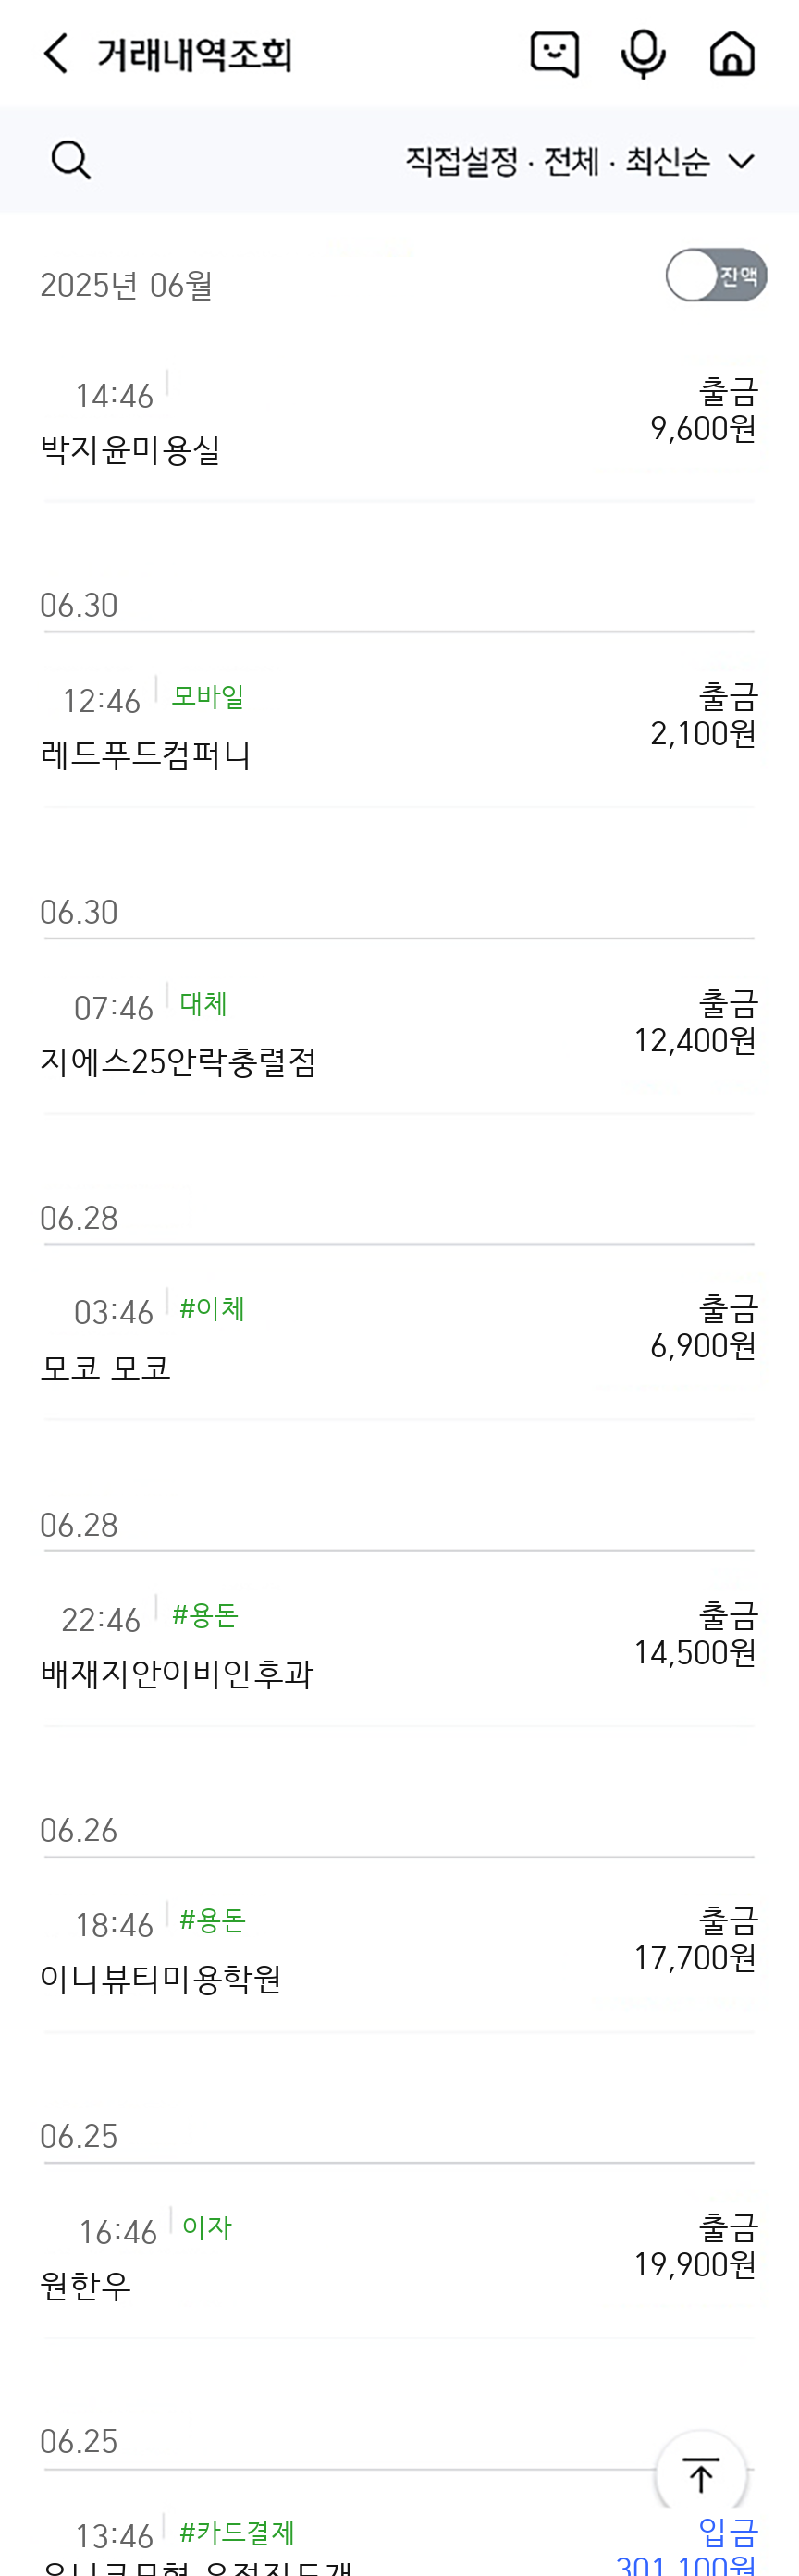 거래내역조회
직접설정 · 전체 · 최신순
2025년 06월
잔액
14:46
출금
박지윤미용실
9,600원
06.30
12:46 모바일
출금
레드푸드컴퍼니
2,100원
06.30
07:46 대체
출금
지에스25안락충렬점
12,400원
06.28
03:46 #이체
출금
모코 모코
6,900원
06.28
22:46 #용돈
출금
배재지안이비인후과
14,500원
06.26
18:46 #용돈
출금
이니뷰티미용학원
17,700원
06.25
16:46 이자
출금
원한우
19,900원
06.25
13:46 #카드결제
입금
301,100원